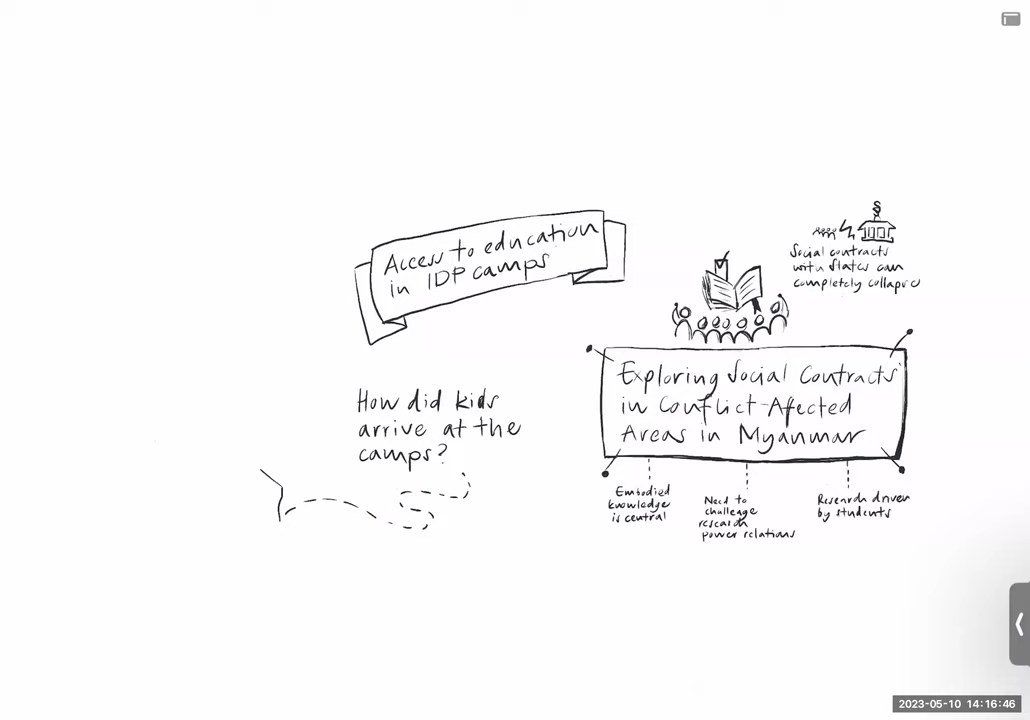 Access to education
in IDP camps
How did kids
arrive at the
camps?
Social contracts
with States can
completely collapse
Exploring Social Contracts
in Conflict-Affected
Areas in Myanmar
Embodied
knowledge
is central
Need to
challenge
research
power relations
Research driven
by students
2023-05-10 14:16:46